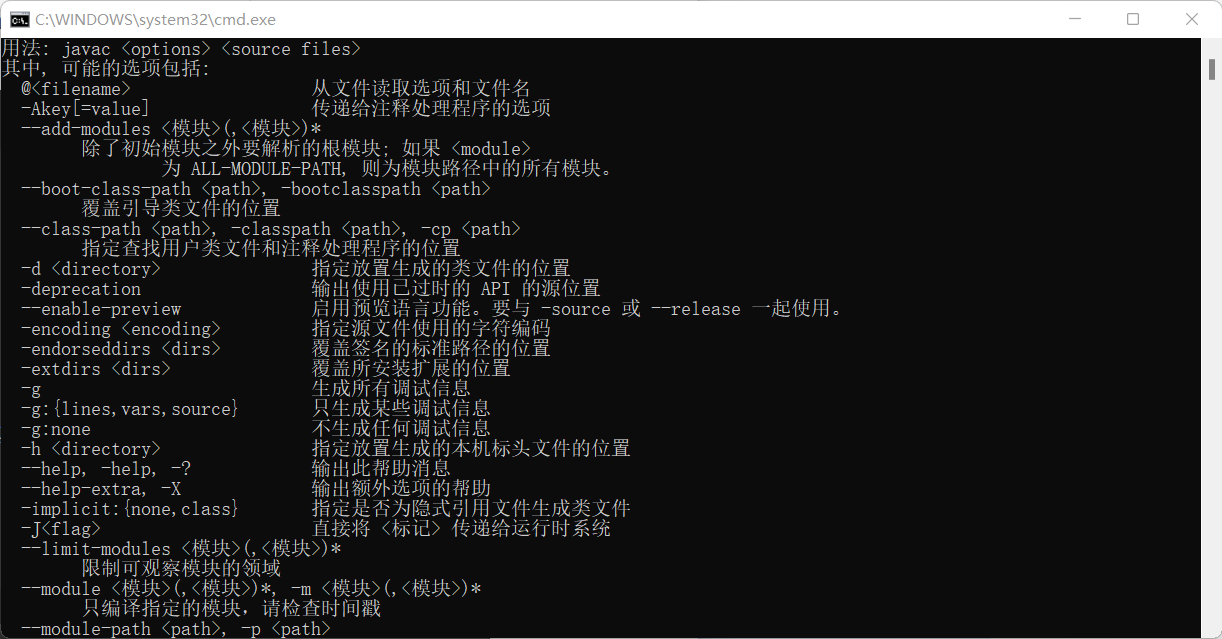 C:\WINDOWS\system32\cmd.exe
用法: javac <options> <source files>
其中, 可能的选项包括:
@<filename> 从文件读取选项和文件名
-Akey[=value] 传递给注释处理程序的选项
--add-modules <模块>(,<模块>)*
除了初始模块之外要解析的根模块; 如果 <module>
为 ALL-MODULE-PATH, 则为模块路径中的所有模块。
--boot-class-path <path>, -bootclasspath <path>
覆盖引导类文件的位置
--class-path <path>, -classpath <path>, -cp <path>
指定查找用户类文件和注释处理程序的位置
-d <directory> 指定放置生成的类文件的位置
-deprecation 输出使用已过时的 API 的源位置
--enable-preview 启用预览语言功能。要与 -source 或 --release 一起使用。
-encoding <encoding> 指定源文件使用的字符编码
-endorseddirs <dirs> 覆盖签名的标准路径的位置
-extdirs <dirs> 覆盖所安装扩展的位置
-g 生成所有调试信息
-g:{lines,vars,source} 只生成某些调试信息
-g:none 不生成任何调试信息
-h <directory> 指定放置生成的本机标头文件的位置
--help, -help, -? 输出此帮助消息
--help-extra, -X 输出额外选项的帮助
-implicit:{none,class} 指定是否为隐式引用文件生成类文件
-J<flag> 直接将 <标记> 传递给运行时系统
--limit-modules <模块>(,<模块>)*
限制可观察模块的领域
--module <模块>(,<模块>)*, -m <模块>(,<模块>)*
只编译指定的模块，请检查时间戳
--module-path <path>, -p <path>